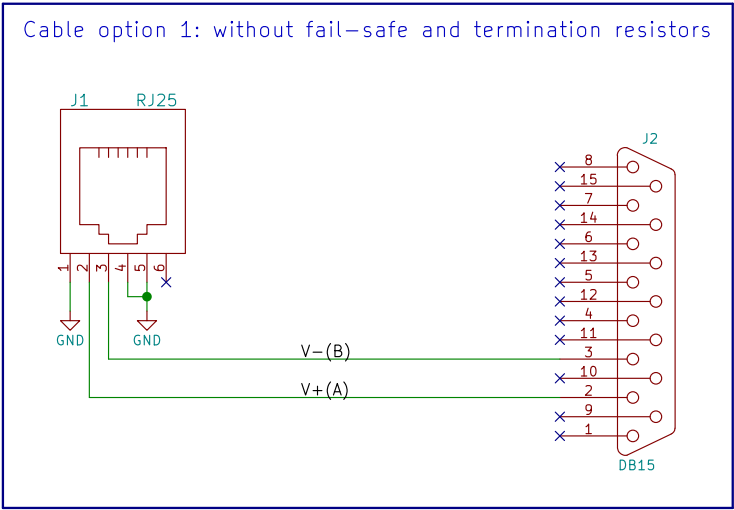 Cable option 1: without fail-safe and termination resistors
J1 RJ25
J2
8
15
7
14
6
13
5
12
4
11
3
10
2
9
1
1 2 3 4 5 6
GND GND
V-(B)
V+(A)
DB15